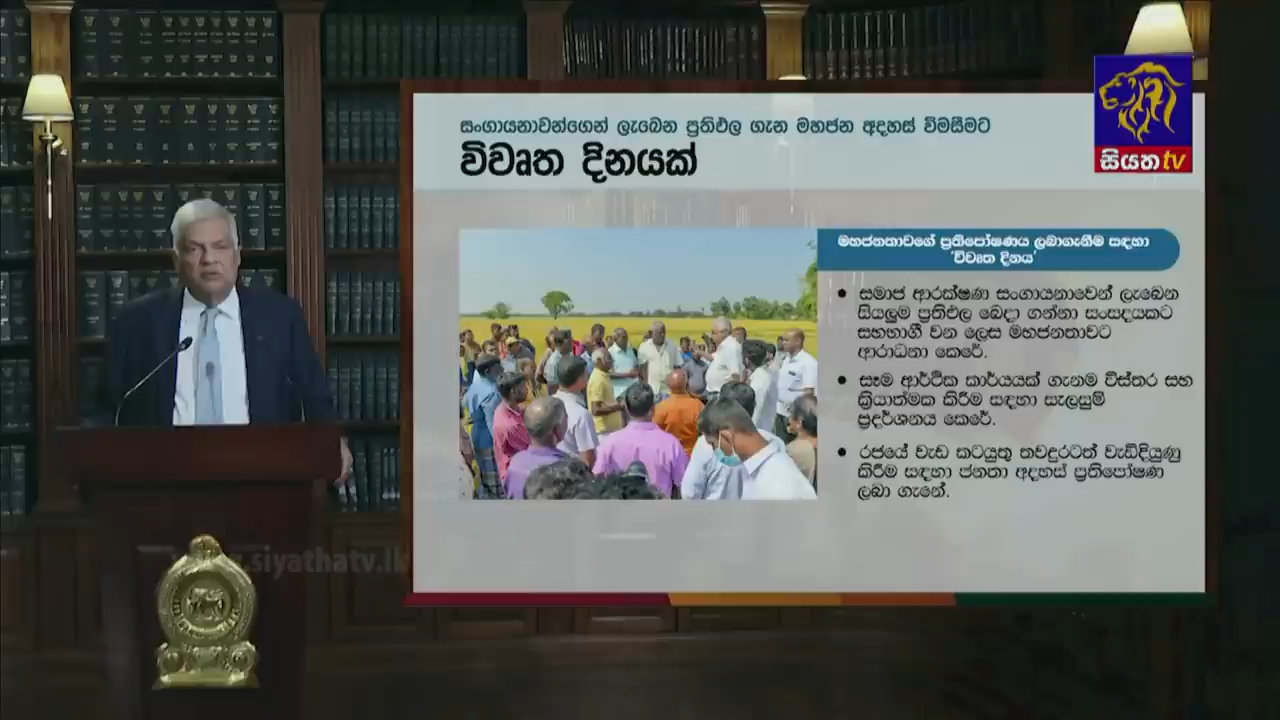 සංගායනාවන්ගෙන් ලැබෙන ප්‍රතිඵල ගැන මහජන අදහස් විමසීමට
විවෘත දිනයක්
සියත tv
මහජනතාවගේ ප්‍රතිපෝෂණය ලබාගැනීම සඳහා
‘විවෘත දිනය’
• සමාජ ආරක්ෂණ සංගායනාවෙන් ලැබෙන
සියලුම ප්‍රතිඵල බෙදා ගන්නා සංසදයකට
සහභාගී වන ලෙස මහජනතාවට
ආරාධනා කෙරේ.
• සෑම ආර්ථික කාර්යයක් ගැනම විස්තර සහ
ක්‍රියාත්මක කිරීම සඳහා සැලසුම්
ප්‍රදර්ශනය කෙරේ.
• රජයේ වැඩ කටයුතු තවදුරටත් වැඩිදියුණු
කිරීම සඳහා ජනතා අදහස් ප්‍රතිපෝෂණ
ලබා ගැනේ.
www.siyathatv.lk